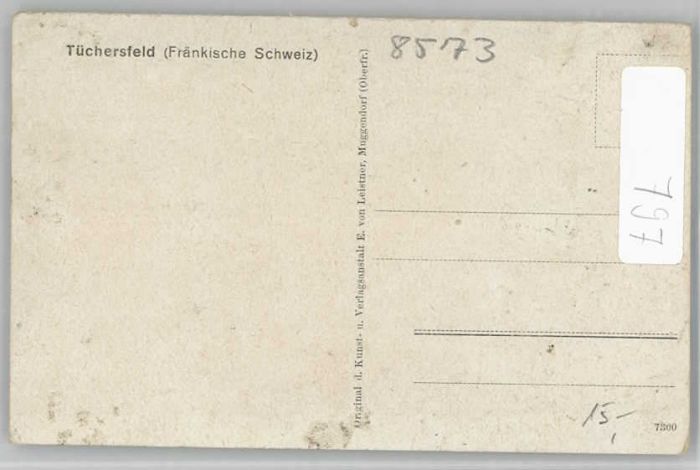 Tüchersfeld (Fränkische Schweiz)
8573
Original d. Kunst- u. Verlagsanstalt E. von Leistner, Muggendorf (Oberfr.)
797
15,-
7300